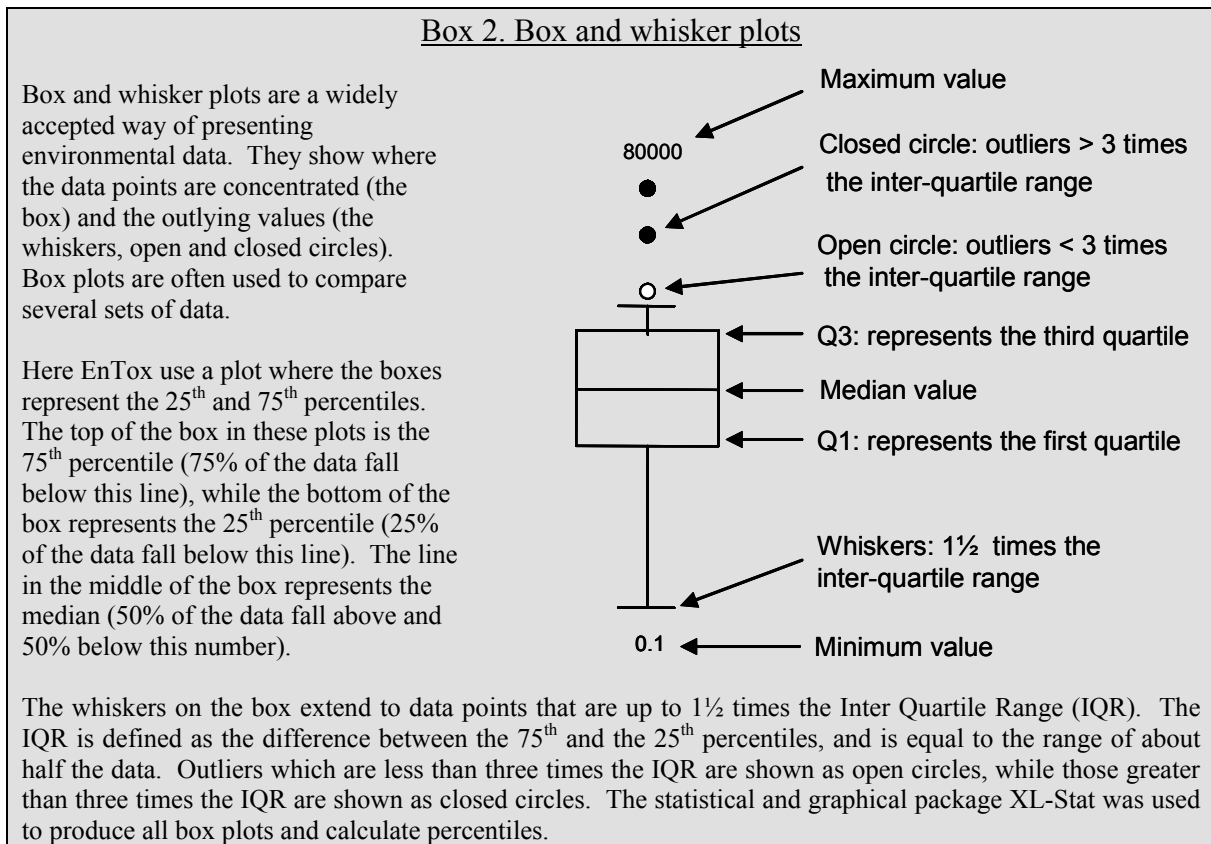 Box 2. Box and whisker plots
Box and whisker plots are a widely
accepted way of presenting
environmental data.  They show where
the data points are concentrated (the
box) and the outlying values (the
whiskers, open and closed circles).
Box plots are often used to compare
several sets of data.
Here EnTox use a plot where the boxes
represent the 25th and 75th percentiles.
The top of the box in these plots is the
75th percentile (75% of the data fall
below this line), while the bottom of the
box represents the 25th percentile (25%
of the data fall below this line).  The line
in the middle of the box represents the
median (50% of the data fall above and
50% below this number).
Maximum value
80000
Closed circle: outliers > 3 times
the inter-quartile range
Open circle: outliers < 3 times
the inter-quartile range
Q3: represents the third quartile
Median value
Q1: represents the first quartile
Whiskers: 1½ times the
inter-quartile range
0.1
Minimum value
The whiskers on the box extend to data points that are up to 1½ times the Inter Quartile Range (IQR).  The
IQR is defined as the difference between the 75th and the 25th percentiles, and is equal to the range of about
half the data.  Outliers which are less than three times the IQR are shown as open circles, while those greater
than three times the IQR are shown as closed circles.  The statistical and graphical package XL-Stat was used
to produce all box plots and calculate percentiles.